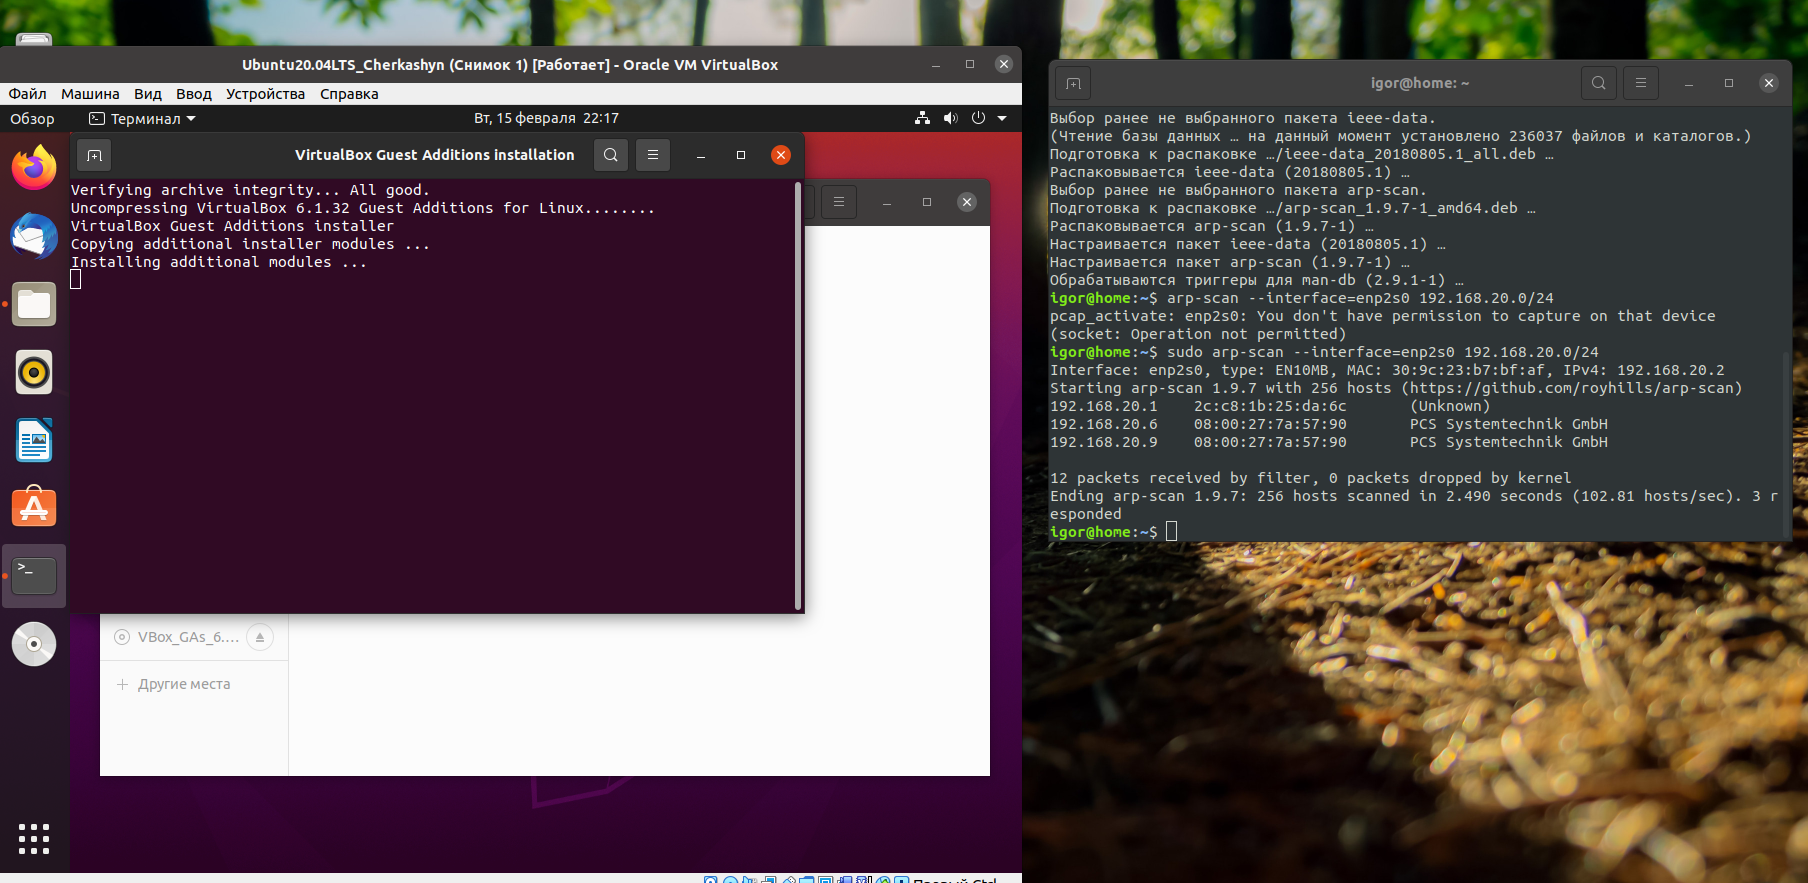 Ubuntu20.04LTS_Cherkashyn (Снимок 1) [Работает] - Oracle VM VirtualBox
Файл Машина Вид Ввод Устройства Справка
Обзор Терминал Вт, 15 февраля 22:17
VirtualBox Guest Additions installation
Verifying archive integrity... All good.
Uncompressing VirtualBox 6.1.32 Guest Additions for Linux........
VirtualBox Guest Additions installer
Copying additional installer modules ...
Installing additional modules ...
VBox_GAs_6....
Другие места
Правый Ctrl
igor@home: ~
Выбор ранее не выбранного пакета ieee-data.
(Чтение базы данных … на данный момент установлено 236037 файлов и каталогов.)
Подготовка к распаковке …/ieee-data_20180805.1_all.deb …
Распаковывается ieee-data (20180805.1) …
Выбор ранее не выбранного пакета arp-scan.
Подготовка к распаковке …/arp-scan_1.9.7-1_amd64.deb …
Распаковывается arp-scan (1.9.7-1) …
Настраивается пакет ieee-data (20180805.1) …
Настраивается пакет arp-scan (1.9.7-1) …
Обрабатываются триггеры для man-db (2.9.1-1) …
igor@home:~$ arp-scan --interface=enp2s0 192.168.20.0/24
pcap_activate: enp2s0: You don't have permission to capture on that device
(socket: Operation not permitted)
igor@home:~$ sudo arp-scan --interface=enp2s0 192.168.20.0/24
Interface: enp2s0, type: EN10MB, MAC: 30:9c:23:b7:bf:af, IPv4: 192.168.20.2
Starting arp-scan 1.9.7 with 256 hosts (https://github.com/royhills/arp-scan)
192.168.20.1 2c:c8:1b:25:da:6c (Unknown)
192.168.20.6 08:00:27:7a:57:90 PCS Systemtechnik GmbH
192.168.20.9 08:00:27:7a:57:90 PCS Systemtechnik GmbH
12 packets received by filter, 0 packets dropped by kernel
Ending arp-scan 1.9.7: 256 hosts scanned in 2.490 seconds (102.81 hosts/sec). 3 r
esponded
igor@home:~$